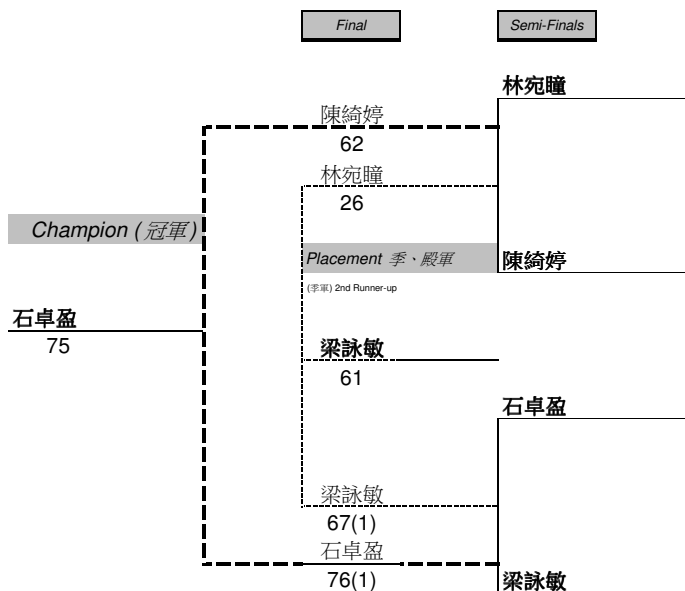 Final
Semi-Finals
林宛瞳
陳綺婷
62
林宛瞳
26
Champion (冠軍)
Placement 季、殿軍
陳綺婷
(季軍) 2nd Runner-up
石卓盈
75
梁詠敏
61
石卓盈
梁詠敏
67(1)
石卓盈
76(1)
梁詠敏